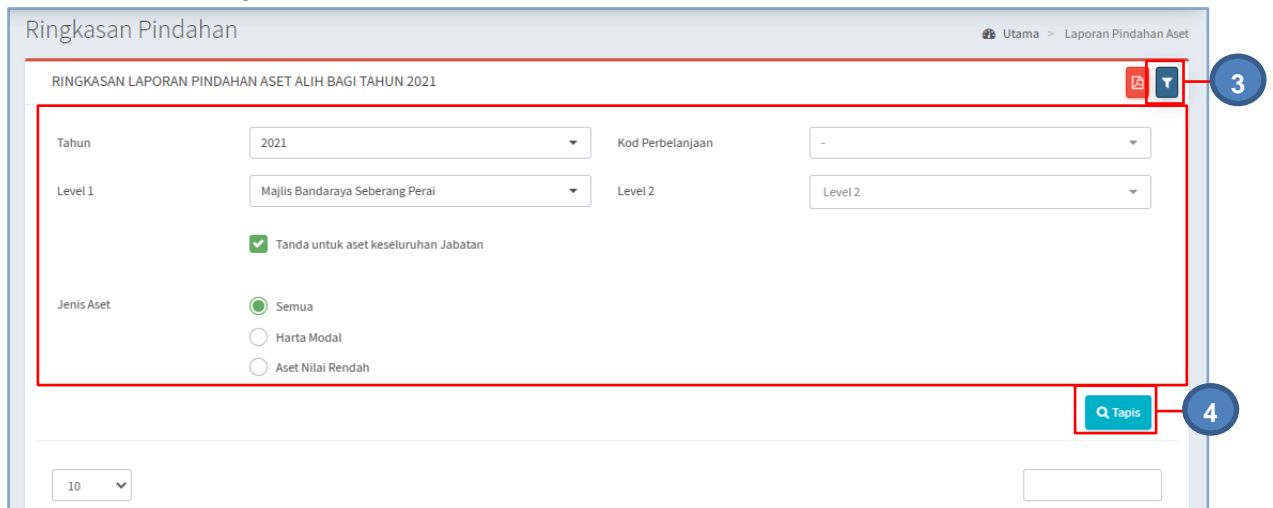 Ringkasan Pindahan
Utama > Laporan Pindahan Aset
RINGKASAN LAPORAN PINDAHAN ASET ALIH BAGI TAHUN 2021
3
Tahun 2021 Kod Perbelanjaan -
Level 1 Majlis Bandaraya Seberang Perai Level 2 Level 2
Tanda untuk aset keseluruhan Jabatan
Jenis Aset Semua
Harta Modal
Aset Nilai Rendah
Tapis 4
10